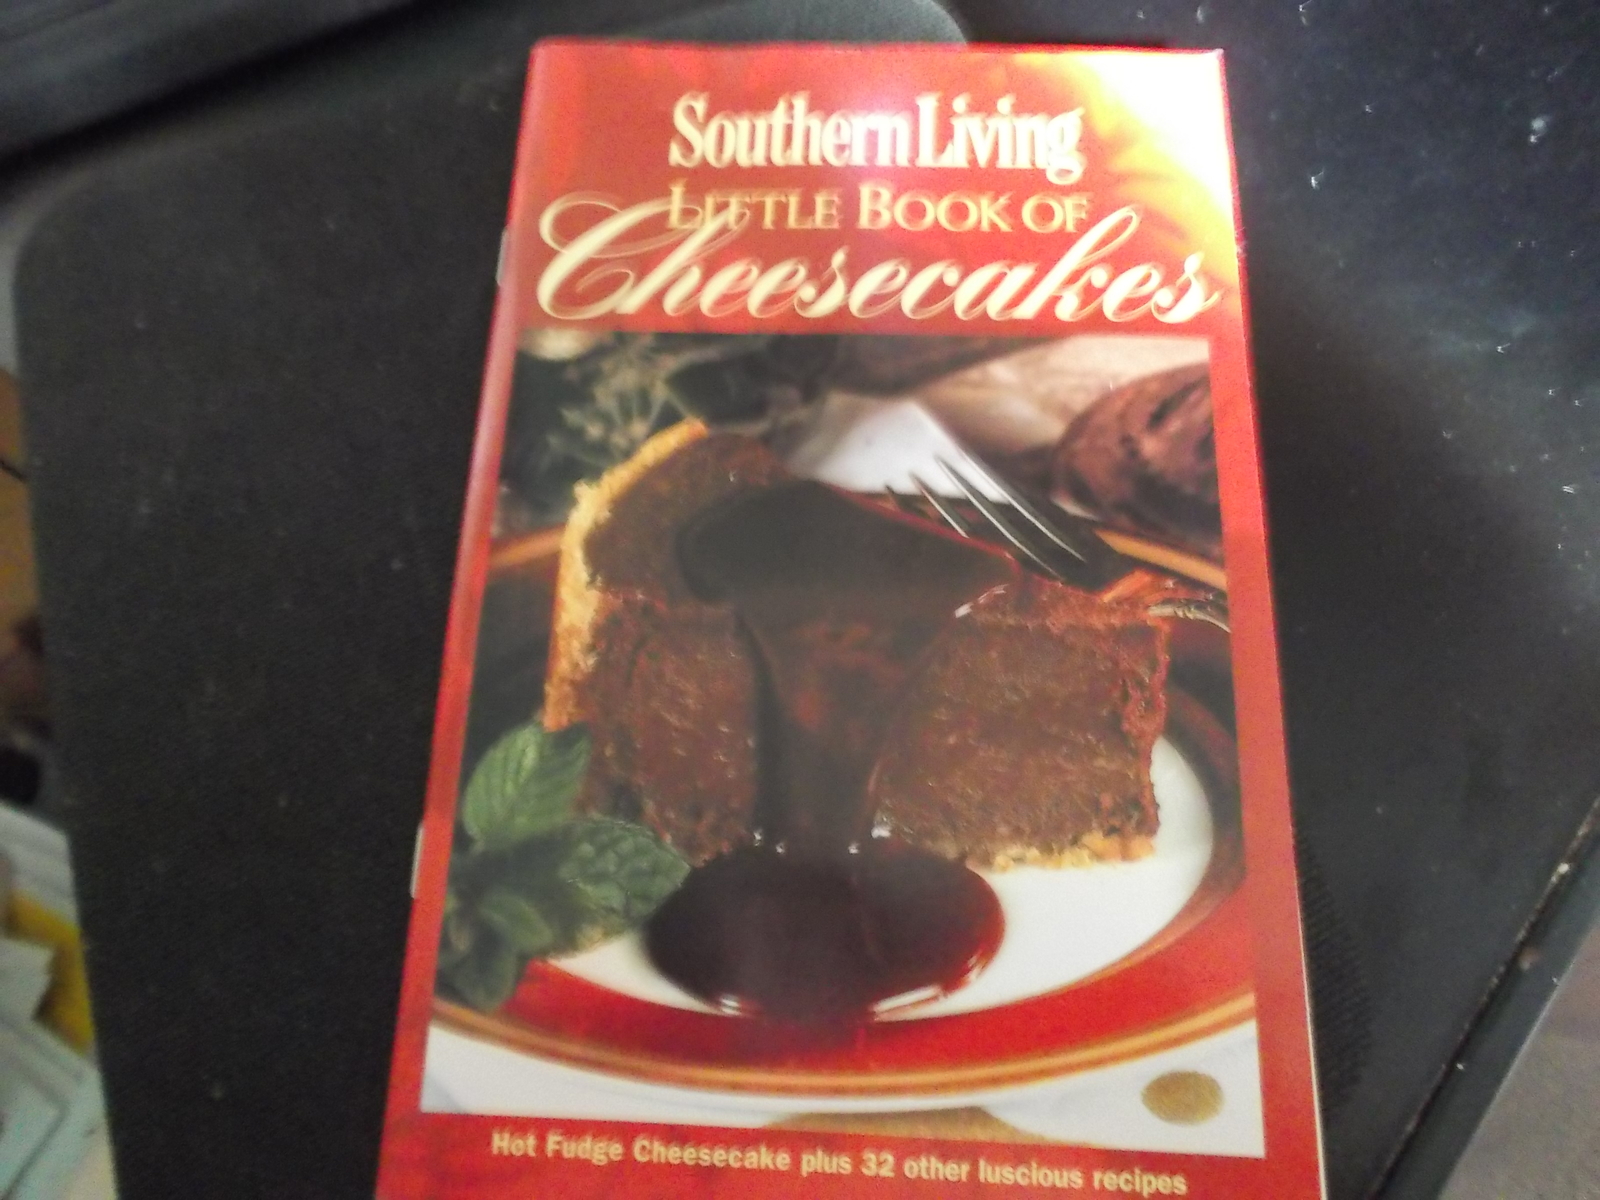 Southern Living
LITTLE BOOK OF
Cheesecakes
Hot Fudge Cheesecake plus 32 other luscious recipes